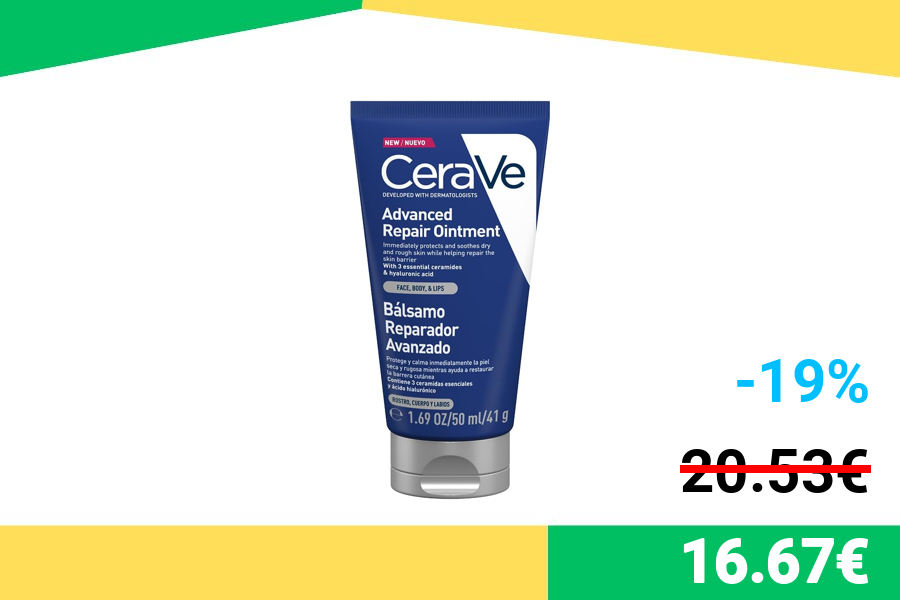 NEW / NUEVO
CeraVe
DEVELOPED WITH DERMATOLOGISTS
Advanced
Repair Ointment
Immediately protects and soothes dry
and rough skin while helping repair the
skin barrier
With 3 essential ceramides
& hyaluronic acid
FACE, BODY, & LIPS
Bálsamo
Reparador
Avanzado
Protege y calma inmediatamente la piel
seca y rugosa mientras ayuda a restaurar
la barrera cutánea
Contiene 3 ceramidas esenciales
y ácido hialurónico
ROSTRO, CUERPO Y LABIOS
℮ 1.69 OZ/50 ml/41 g
-19%
20.53€
16.67€